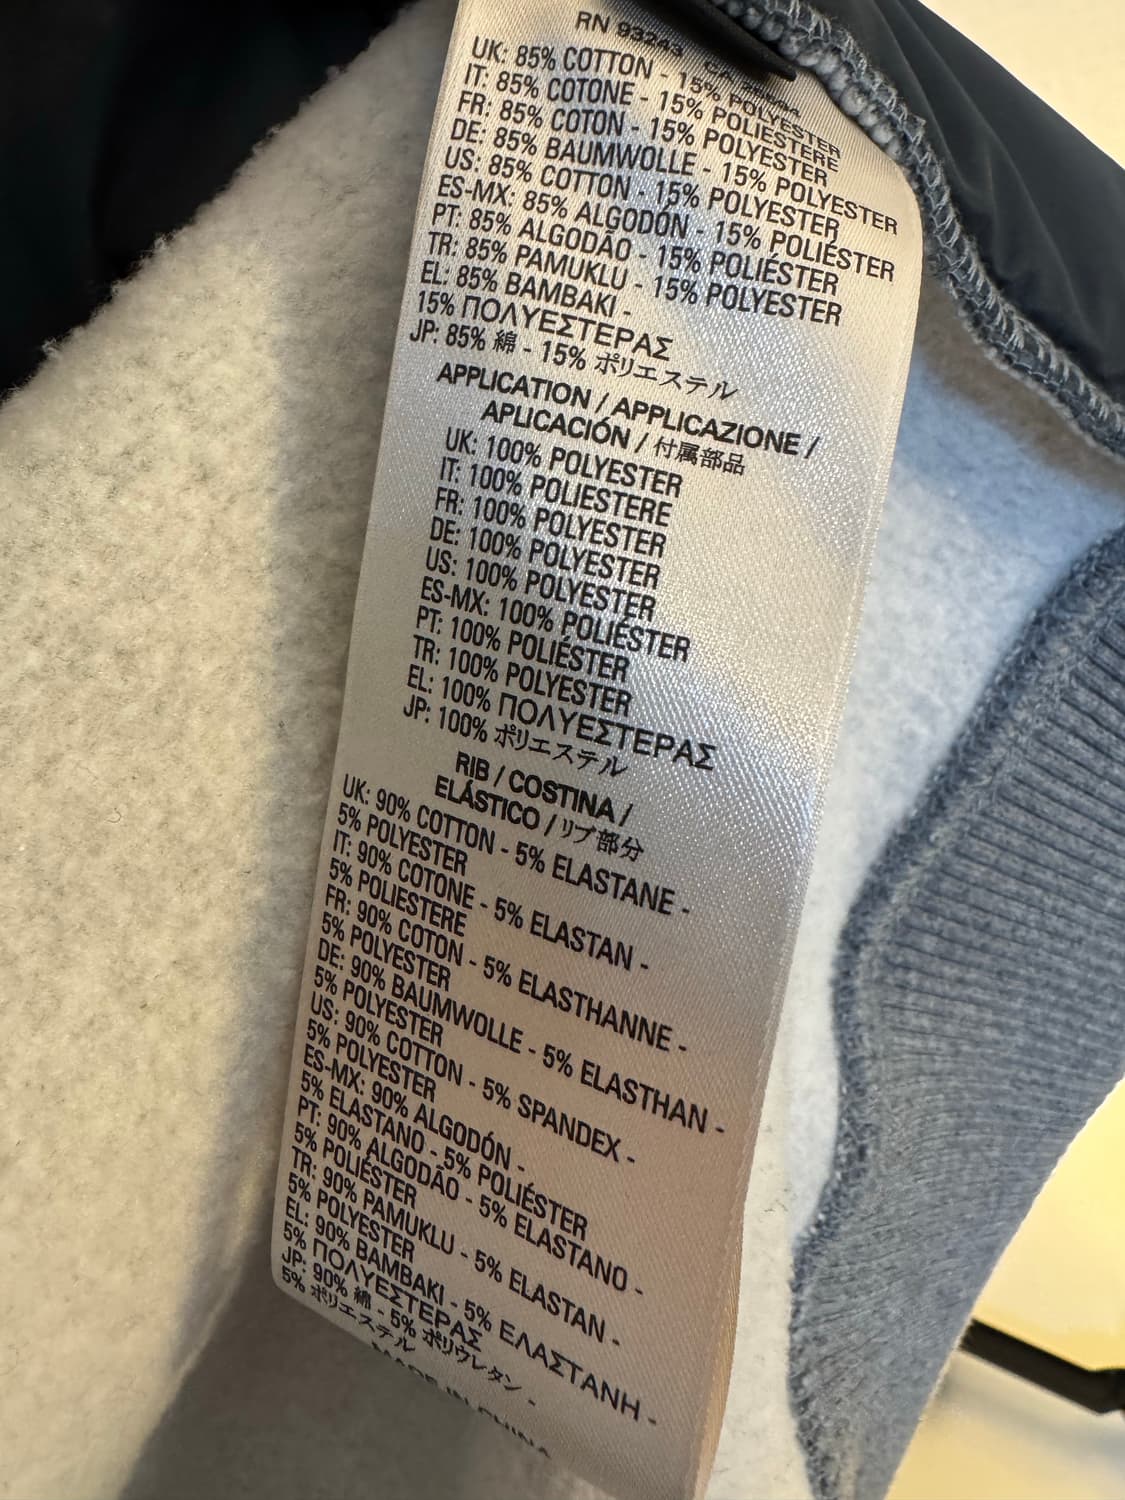 RN 93243
CA
UK: 85% COTTON - 15% POLYESTER
IT: 85% COTONE - 15% POLIESTERE
FR: 85% COTON - 15% POLYESTER
DE: 85% BAUMWOLLE - 15% POLYESTER
US: 85% COTTON - 15% POLYESTER
ES-MX: 85% ALGODÓN - 15% POLIÉSTER
PT: 85% ALGODÃO - 15% POLIÉSTER
TR: 85% PAMUKLU - 15% POLYESTER
EL: 85% ΒΑΜΒΑΚΙ -
15% ΠΟΛΥΕΣΤΕΡΑΣ
JP: 85% 綿 - 15% ポリエステル
APPLICATION / APPLICAZIONE /
APLICACIÓN / 付属部品
UK: 100% POLYESTER
IT: 100% POLIESTERE
FR: 100% POLYESTER
DE: 100% POLYESTER
US: 100% POLYESTER
ES-MX: 100% POLIÉSTER
PT: 100% POLIÉSTER
TR: 100% POLYESTER
EL: 100% ΠΟΛΥΕΣΤΕΡΑΣ
JP: 100% ポリエステル
RIB / COSTINA /
ELÁSTICO / リブ部分
UK: 90% COTTON - 5% ELASTANE -
5% POLYESTER
IT: 90% COTONE - 5% ELASTAN -
5% POLIESTERE
FR: 90% COTON - 5% ELASTHANNE -
5% POLYESTER
DE: 90% BAUMWOLLE - 5% ELASTHAN -
5% POLYESTER
US: 90% COTTON - 5% SPANDEX -
5% POLYESTER
ES-MX: 90% ALGODÓN -
5% ELASTANO - 5% POLIÉSTER
PT: 90% ALGODÃO - 5% ELASTANO -
5% POLIÉSTER
TR: 90% PAMUKLU - 5% ELASTAN -
5% POLYESTER
EL: 90% ΒΑΜΒΑΚΙ - 5% ΕΛΑΣΤΑΝΗ -
5% ΠΟΛΥΕΣΤΕΡΑΣ
JP: 90% 綿 - 5% ポリウレタン -
5% ポリエステル
MADE IN CHINA